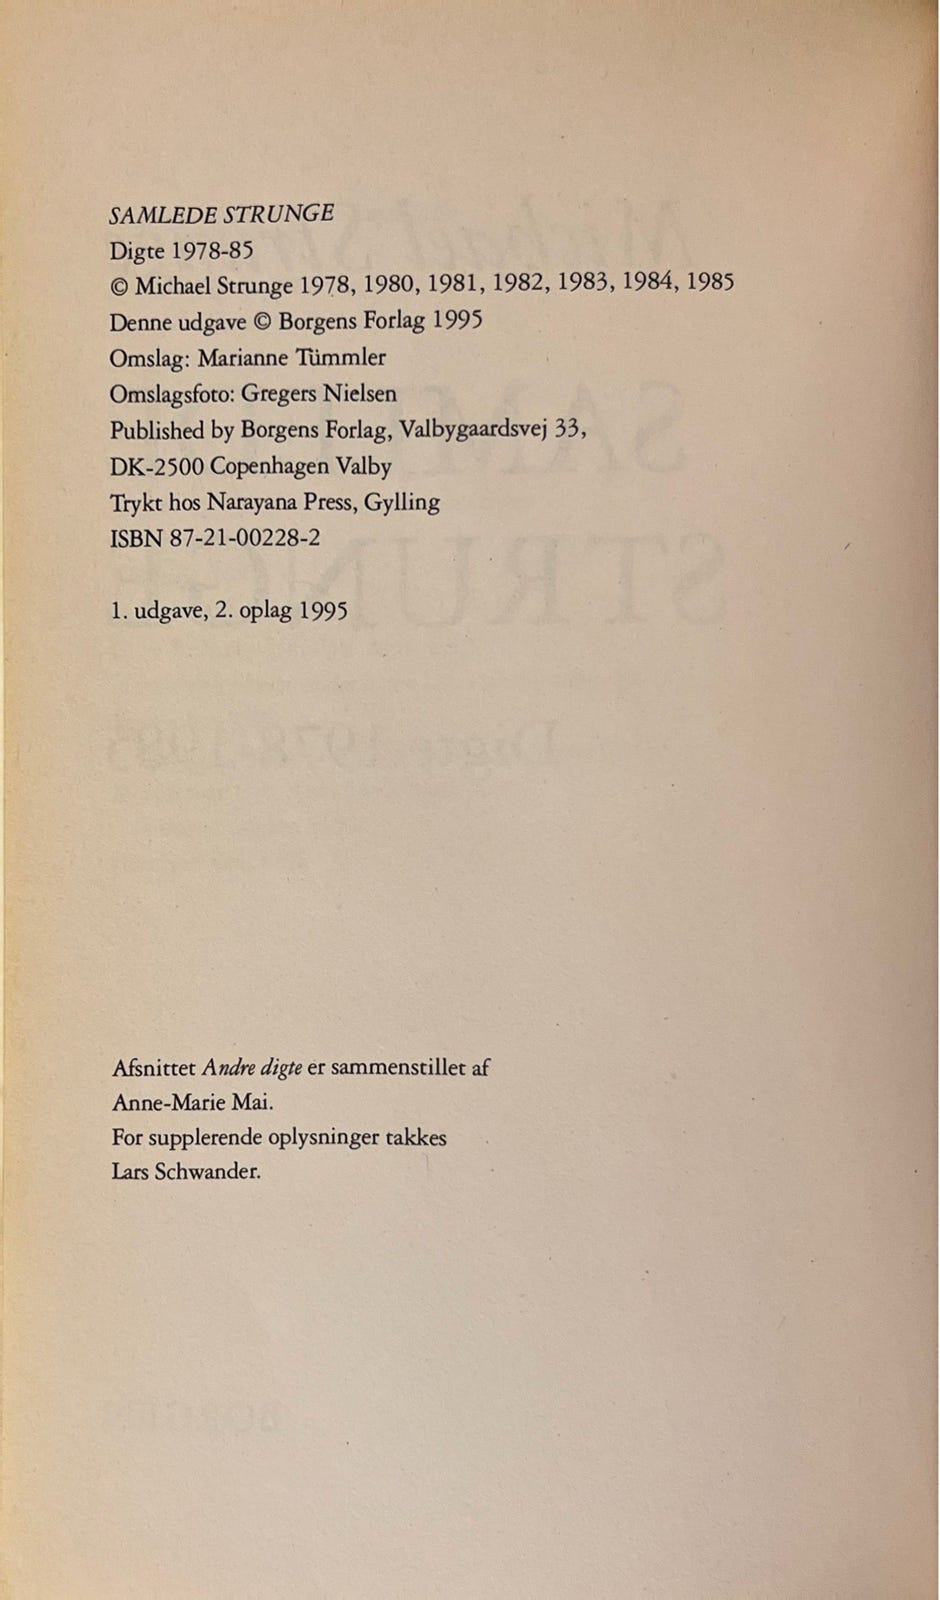 SAMLEDE STRUNGE
Digte 1978-85
© Michael Strunge 1978, 1980, 1981, 1982, 1983, 1984, 1985
Denne udgave © Borgens Forlag 1995
Omslag: Marianne Tümmler
Omslagsfoto: Gregers Nielsen
Published by Borgens Forlag, Valbygaardsvej 33,
DK-2500 Copenhagen Valby
Trykt hos Narayana Press, Gylling
ISBN 87-21-00228-2
1. udgave, 2. oplag 1995
Afsnittet Andre digte er sammenstillet af
Anne-Marie Mai.
For supplerende oplysninger takkes
Lars Schwander.